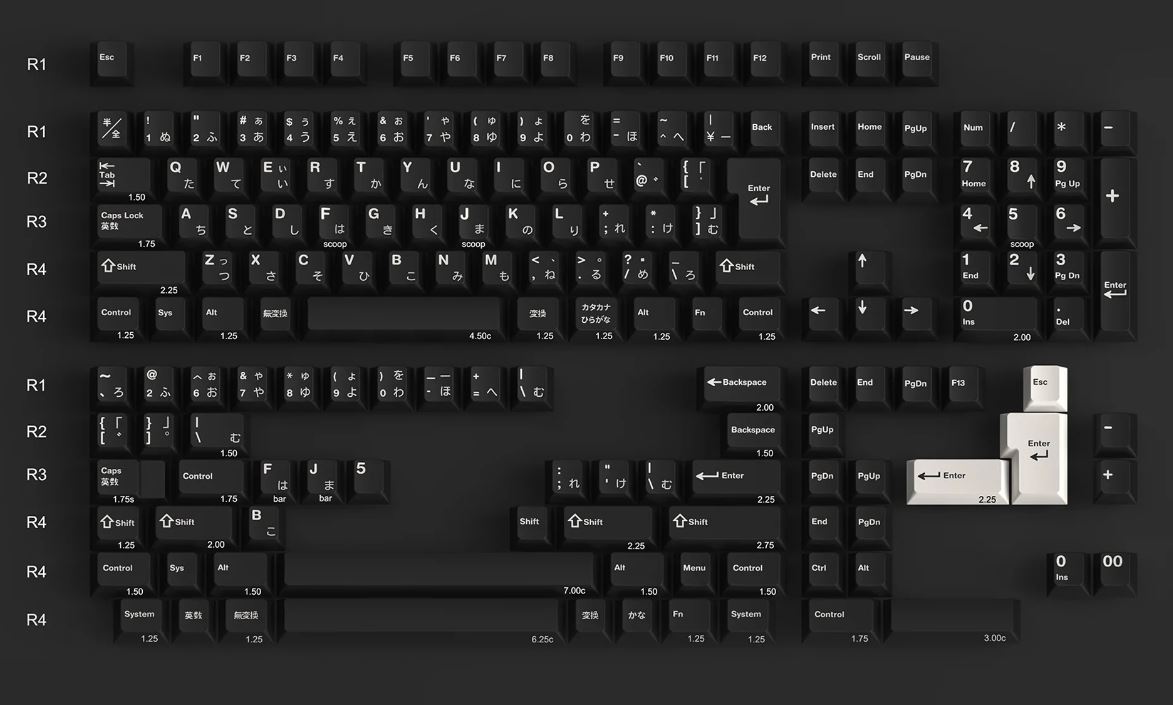 R1 Esc F1 F2 F3 F4 F5 F6 F7 F8 F9 F10 F11 F12 Print Scroll Pause
R1 半/全 ! 1 ぬ " 2 ふ # ぁ 3 あ $ ぅ 4 う % ぇ 5 え & ぉ 6 お ' ゃ 7 や ( ゅ 8 ゆ ) ょ 9 よ を 0 わ = - ほ ~ ^ へ | ¥ ー Back Insert Home PgUp Num / * -
R2 Tab 1.50 Q た W て E ぃ い R す T か Y ん U な I に O ら P せ ` @ ゛ { 「 [ ゜ Enter Delete End PgDn 7 Home 8 ↑ 9 Pg Up +
R3 Caps Lock 英数 1.75 A ち S と D し F は scoop G き H く J ま scoop K の L り + ; れ * : け } 」 ] む 4 ← 5 scoop 6 →
R4 Shift 2.25 Z っ つ X さ C そ V ひ B こ N み M も < 、 , ね > 。 . る ? ・ / め _ \ ろ Shift ↑ 1 End 2 ↓ 3 Pg Dn Enter
R4 Control 1.25 Sys Alt 1.25 無変換 4.50c 変換 1.25 カタカナ ひらがな 1.25 Alt 1.25 Fn Control 1.25 ← ↓ → 0 Ins 2.00 . Del
R1 ~ 、 ろ @ 2 ふ ^ ぉ 6 お & ゃ 7 や * ゅ 8 ゆ ( ょ 9 よ ) を 0 わ _ ー - ほ + = へ | \ む ←Backspace 2.00 Delete End PgDn F13 Esc
R2 { 「 [ ゛ } 」 ] ゜ | \ む 1.50 Backspace 1.50 PgUp Enter -
R3 Caps 英数 1.75s Control 1.75 F は bar J ま bar 5 : ; れ " ' け | \ む Enter 2.25 PgDn PgUp Enter 2.25 +
R4 Shift 1.25 Shift 2.00 B こ Shift Shift 2.25 Shift 2.75 End PgDn
R4 Control 1.50 Sys Alt 1.50 7.00c Alt 1.50 Menu Control 1.50 Ctrl Alt 0 Ins 00
R4 System 1.25 英数 無変換 1.25 6.25c 変換 かな Fn 1.25 System 1.25 Control 1.75 3.00c